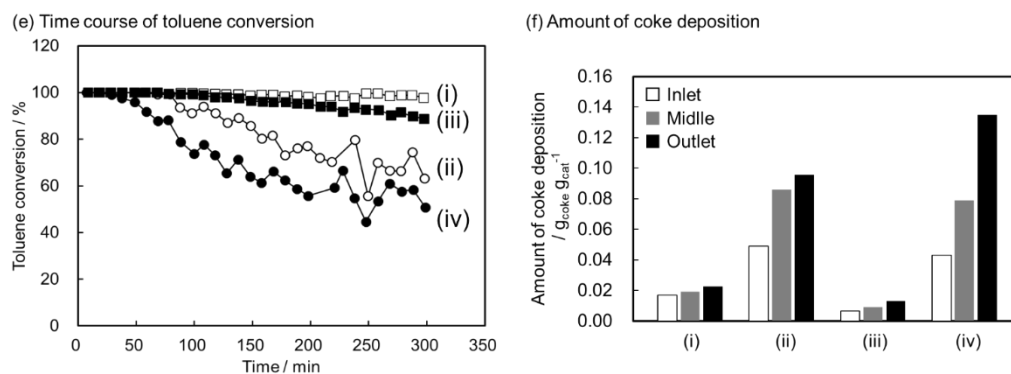 (e) Time course of toluene conversion
120
100
80
60
40
20
0
0 50 100 150 200 250 300 350
Toluene conversion / %
Time / min
(i)
(iii)
(ii)
(iv)
(f) Amount of coke deposition
0.16
0.14
0.12
0.10
0.08
0.06
0.04
0.02
0.00
Amount of coke deposition
/ g_coke g_cat^-1
Inlet
Midlle
Outlet
(i) (ii) (iii) (iv)